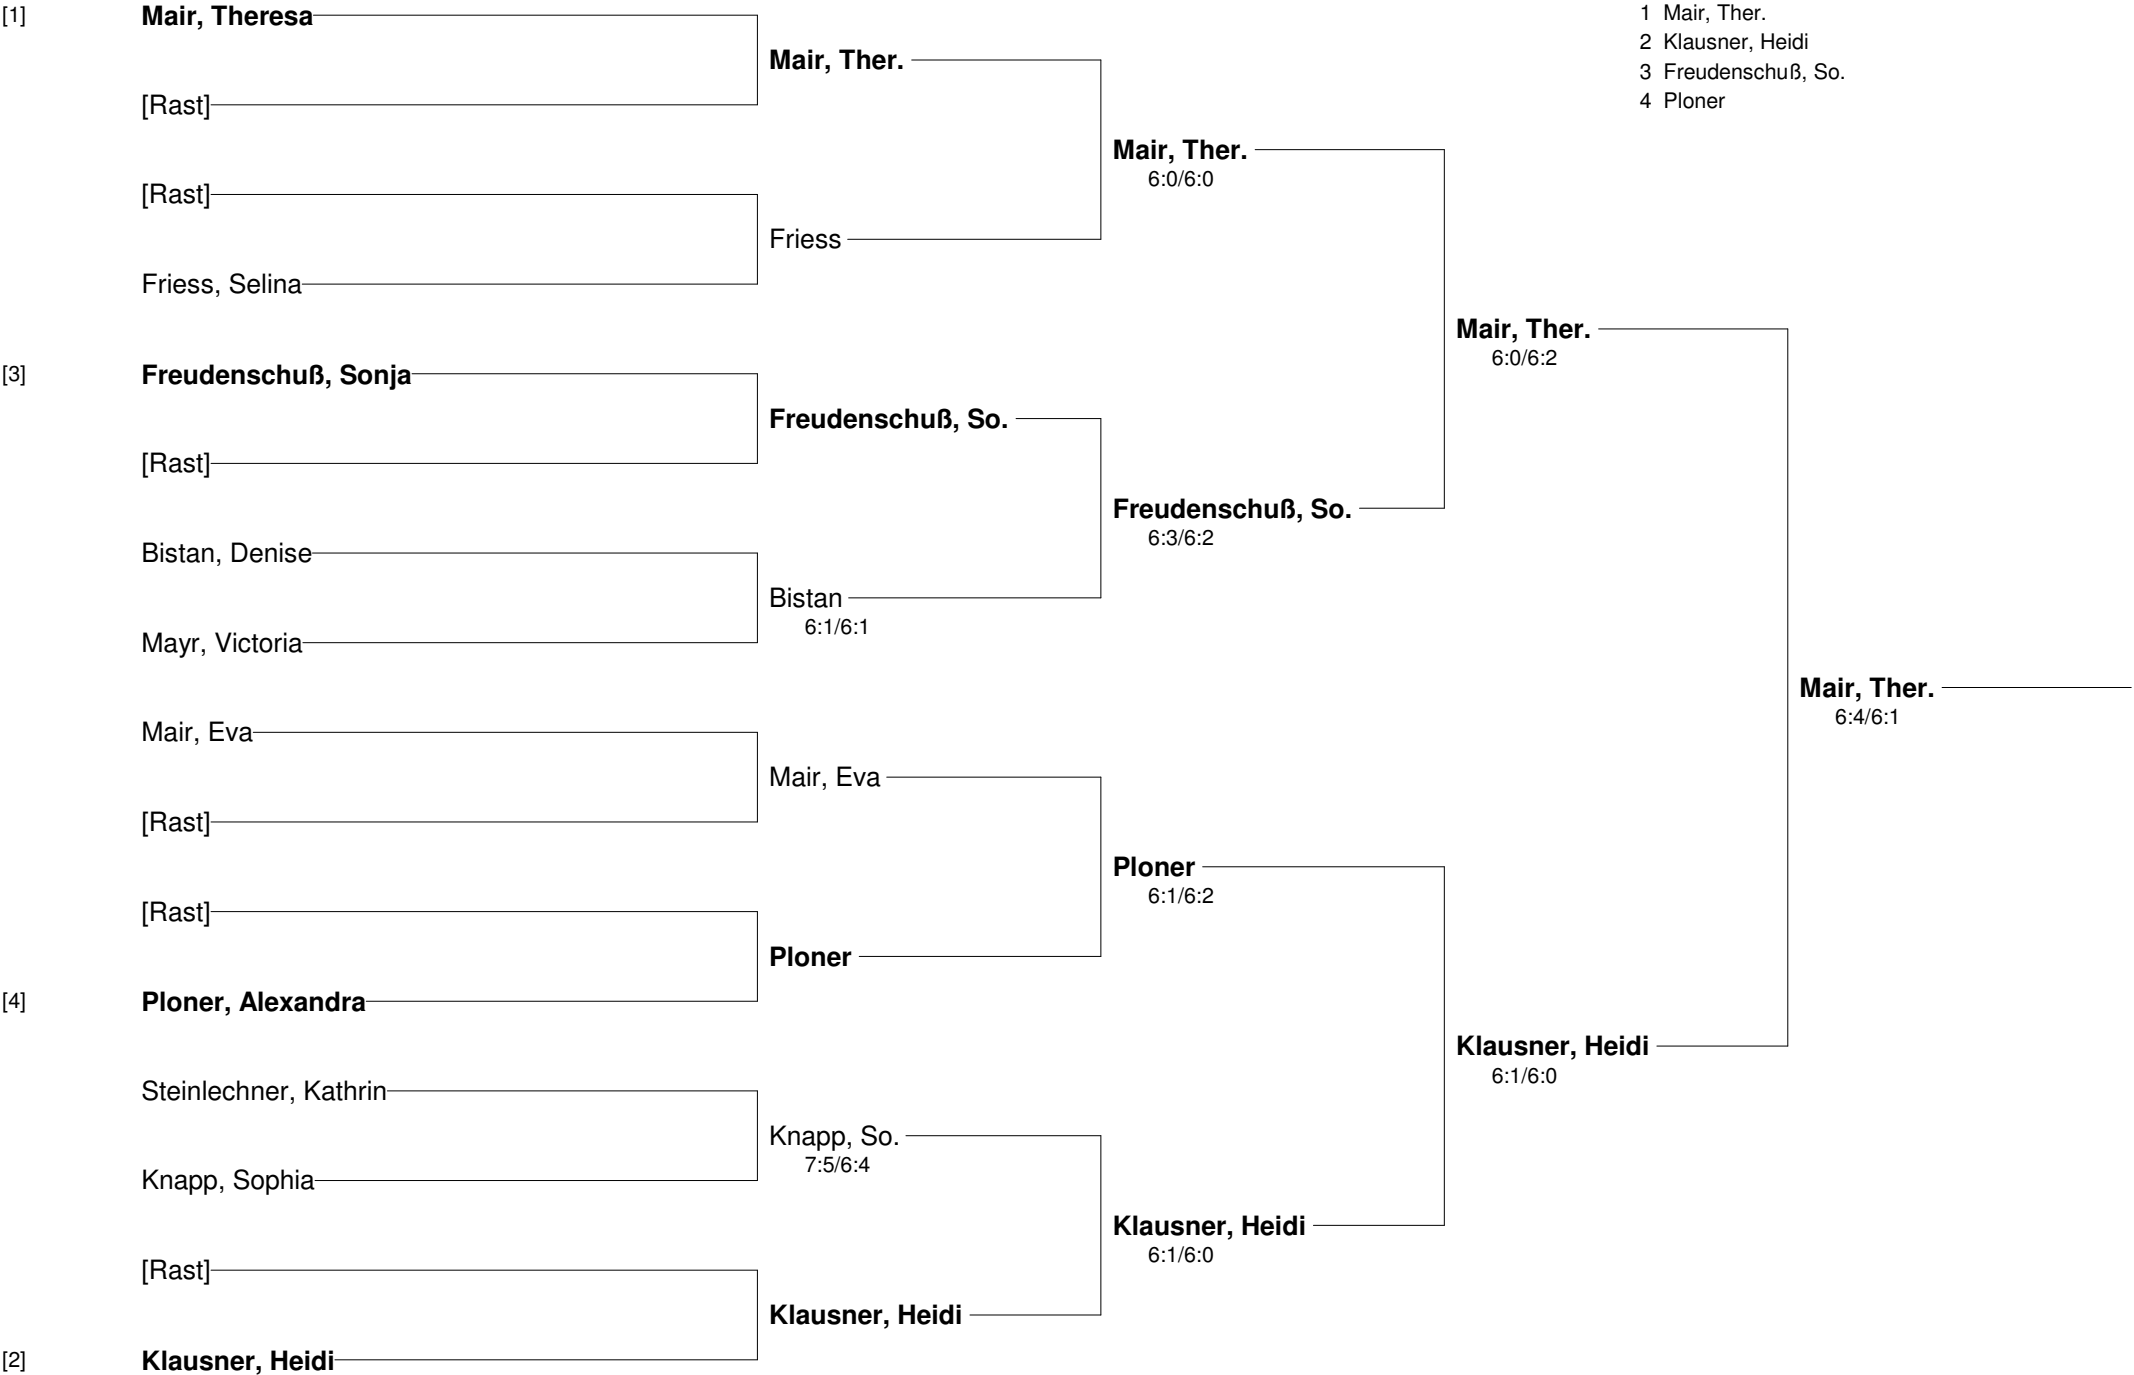 [1] Mair, Theresa
[Rast]
[Rast]
Friess, Selina
[3] Freudenschuß, Sonja
[Rast]
Bistan, Denise
Mayr, Victoria
Mair, Eva
[Rast]
[Rast]
[4] Ploner, Alexandra
Steinlechner, Kathrin
Knapp, Sophia
[Rast]
[2] Klausner, Heidi
Mair, Ther.
Friess
Freudenschuß, So.
Bistan
6:1/6:1
Mair, Eva
Ploner
Knapp, So.
7:5/6:4
Klausner, Heidi
Mair, Ther.
6:0/6:0
Freudenschuß, So.
6:3/6:2
Ploner
6:1/6:2
Klausner, Heidi
6:1/6:0
Mair, Ther.
6:0/6:2
Klausner, Heidi
6:1/6:0
Mair, Ther.
6:4/6:1
1 Mair, Ther.
2 Klausner, Heidi
3 Freudenschuß, So.
4 Ploner